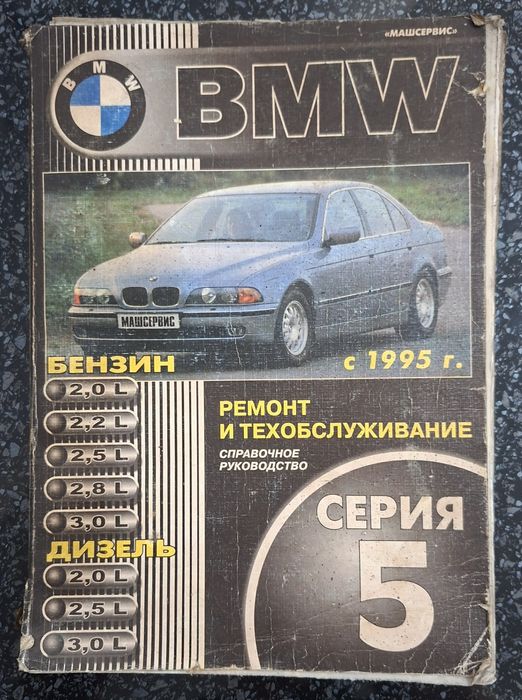 «МАШСЕРВИС»
BMW
BMW
МАШСЕРВИС
БЕНЗИН
с 1995 г.
2,0 L
2,2 L
2,5 L
2,8 L
3,0 L
ДИЗЕЛЬ
2,0 L
2,5 L
3,0 L
РЕМОНТ
И ТЕХОБСЛУЖИВАНИЕ
СПРАВОЧНОЕ
РУКОВОДСТВО
СЕРИЯ
5